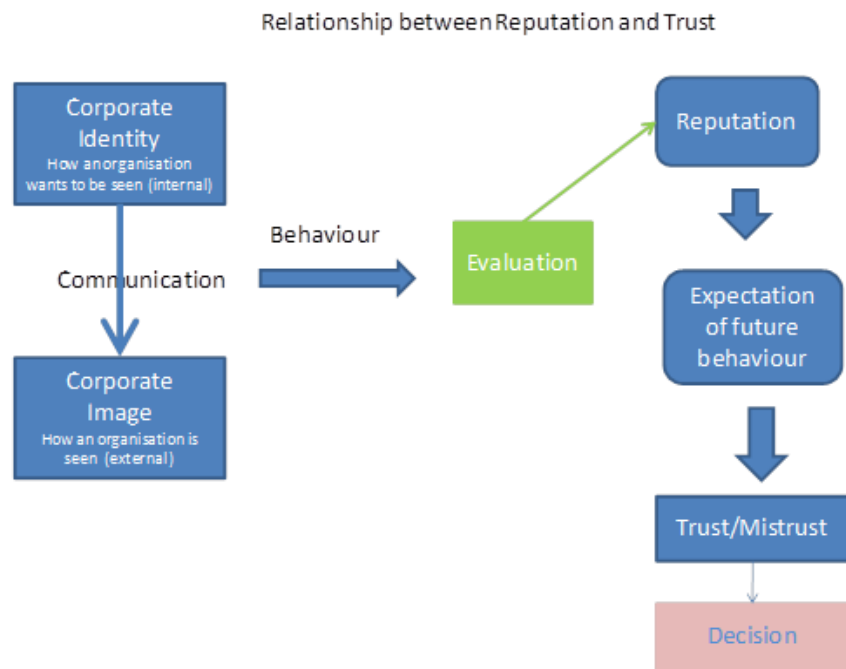 Relationship between Reputation and Trust
Corporate
Identity
How an organisation
wants to be seen (internal)
Communication
Corporate
Image
How an organisation is
seen (external)
Behaviour
Evaluation
Reputation
Expectation
of future
behaviour
Trust/Mistrust
Decision